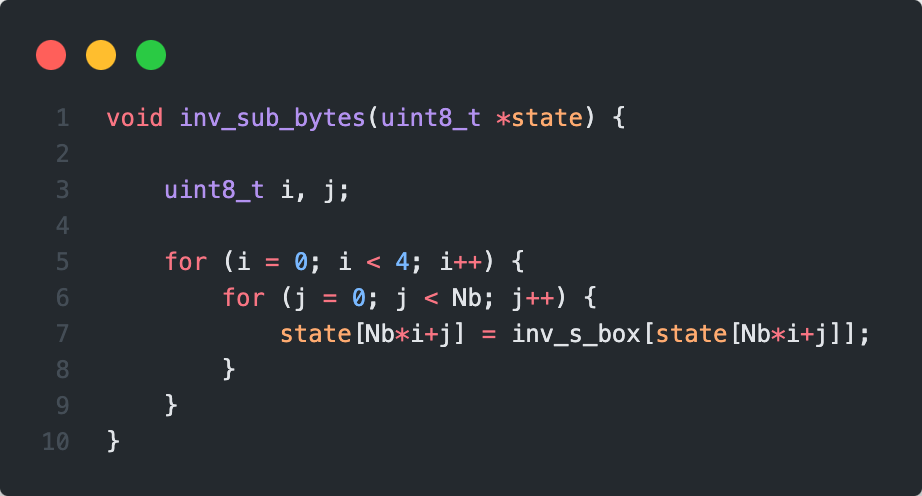 1 void inv_sub_bytes(uint8_t *state) {
2
3     uint8_t i, j;
4
5     for (i = 0; i < 4; i++) {
6         for (j = 0; j < Nb; j++) {
7             state[Nb*i+j] = inv_s_box[state[Nb*i+j]];
8         }
9     }
10 }